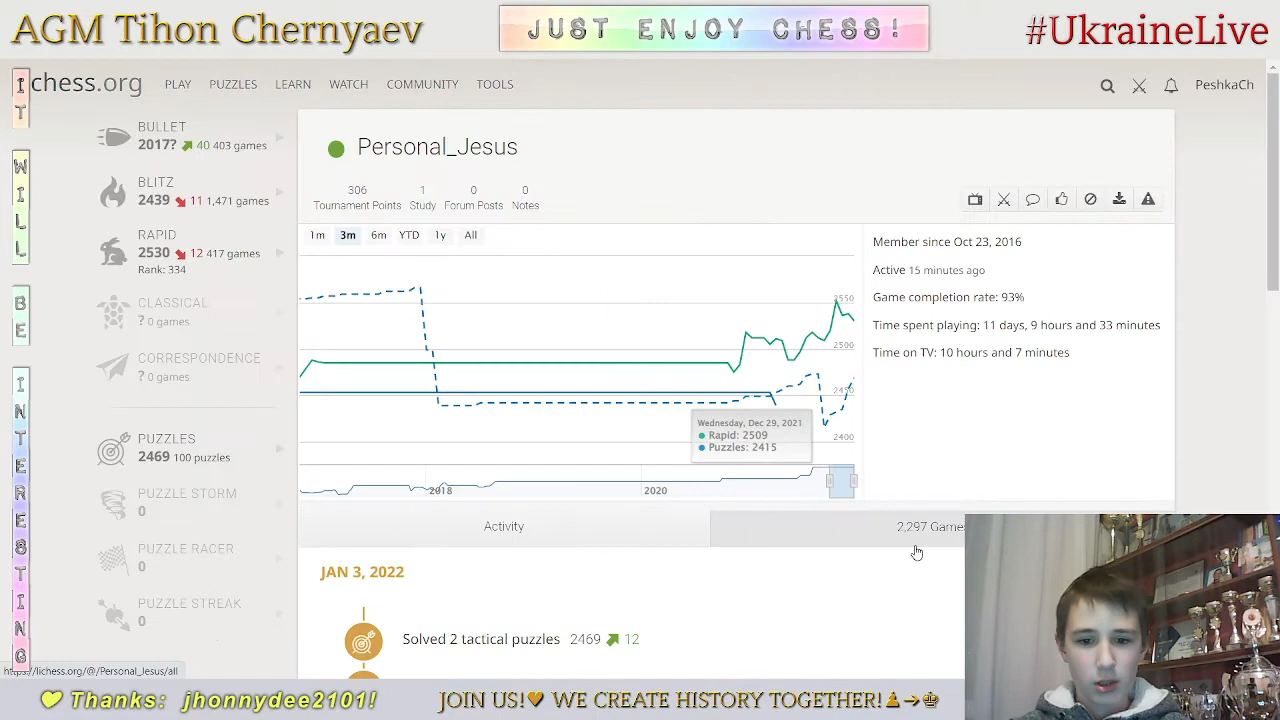 AGM Tihon Chernyaev
JUST ENJOY CHESS!
#UkraineLive
IT WILL BE INTERESTING
chess.org
PLAY
PUZZLES
LEARN
WATCH
COMMUNITY
TOOLS
PeshkaCh
BULLET
2017? 40 403 games
BLITZ
2439 11 1,471 games
RAPID
2530 12 417 games
Rank: 334
CLASSICAL
? 0 games
CORRESPONDENCE
? 0 games
PUZZLES
2469 100 puzzles
PUZZLE STORM
0
PUZZLE RACER
0
PUZZLE STREAK
0
Personal_Jesus
306
Tournament Points
1
Study
0
Forum Posts
0
Notes
1m 3m 6m YTD 1y All
2550
2500
2450
2400
Wednesday, Dec 29, 2021
Rapid: 2509
Puzzles: 2415
2018
2020
Member since Oct 23, 2016
Active 15 minutes ago
Game completion rate: 93%
Time spent playing: 11 days, 9 hours and 33 minutes
Time on TV: 10 hours and 7 minutes
Activity
2,297 Games
JAN 3, 2022
Solved 2 tactical puzzles 2469 12
https://lichess.org/@/Personal_Jesus/all
Thanks: jhonnydee2101!
JOIN US! WE CREATE HISTORY TOGETHER!